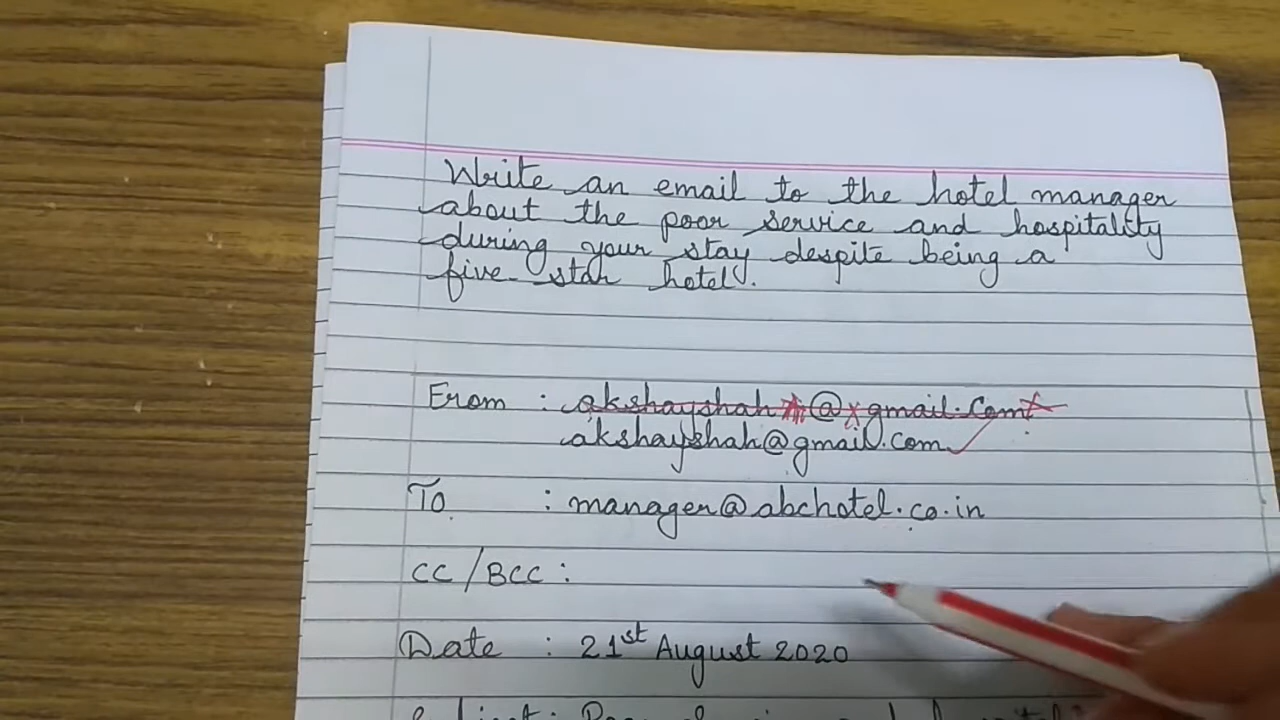 Write an email to the hotel manager
about the poor service and hospitality
during your stay despite being a
five star hotel.
From : akshayshah @ gmail.com
akshayshah@gmail.com
To : manager@abchotel.co.in
CC/BCC :
Date : 21st August 2020